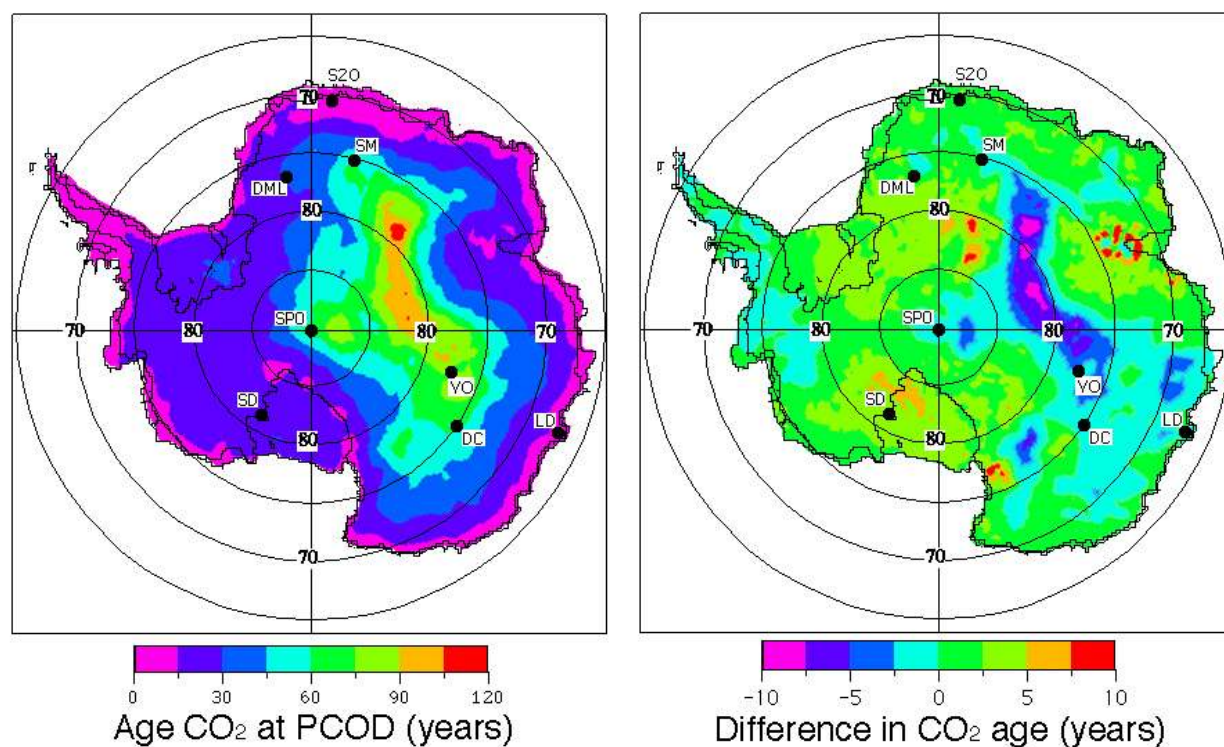 S2O
70
SM
DML
80
SPO
70
80
80
70
VO
SD
DC
LD
80
70
0 30 60 90 120
Age CO₂ at PCOD (years)
S2O
70
SM
DML
80
SPO
70
80
80
70
VO
SD
DC
LD
80
70
-10 -5 0 5 10
Difference in CO₂ age (years)